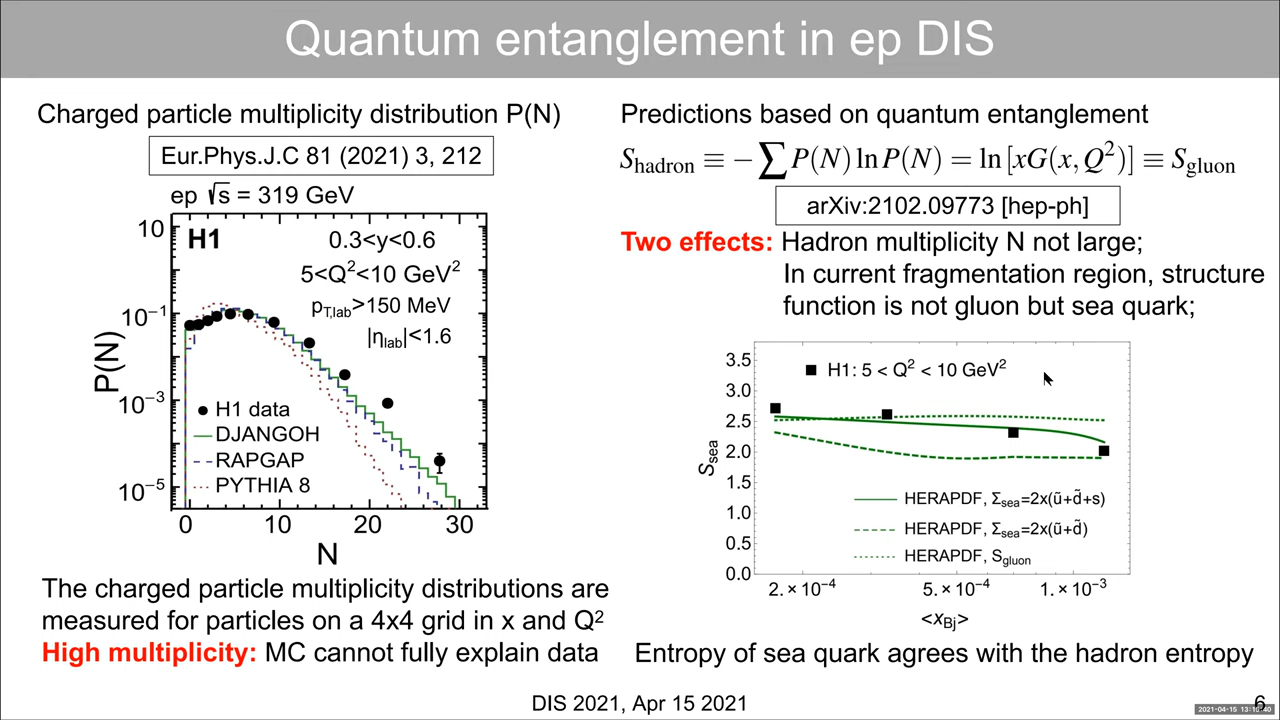 Quantum entanglement in ep DIS
Charged particle multiplicity distribution P(N)
Eur.Phys.J.C 81 (2021) 3, 212
ep √s = 319 GeV
10
10⁻¹
10⁻³
10⁻⁵
P(N)
H1
0.3<y<0.6
5<Q²<10 GeV²
p_T,lab>150 MeV
|η_lab|<1.6
H1 data
DJANGOH
RAPGAP
PYTHIA 8
0 10 20 30
N
The charged particle multiplicity distributions are
measured for particles on a 4x4 grid in x and Q²
High multiplicity: MC cannot fully explain data
Predictions based on quantum entanglement
S_hadron ≡ −∑ P(N) ln P(N) = ln [xG(x, Q²)] ≡ S_gluon
arXiv:2102.09773 [hep-ph]
Two effects: Hadron multiplicity N not large;
In current fragmentation region, structure
function is not gluon but sea quark;
3.5
3.0
2.5
2.0
1.5
1.0
0.5
0.0
S_sea
H1: 5 < Q² < 10 GeV²
HERAPDF, Σ_sea=2x(ũ+d̃+s)
HERAPDF, Σ_sea=2x(ũ+d̃)
HERAPDF, S_gluon
2.×10⁻⁴ 5.×10⁻⁴ 1.×10⁻³
<x_Bj>
Entropy of sea quark agrees with the hadron entropy
DIS 2021, Apr 15 2021
6